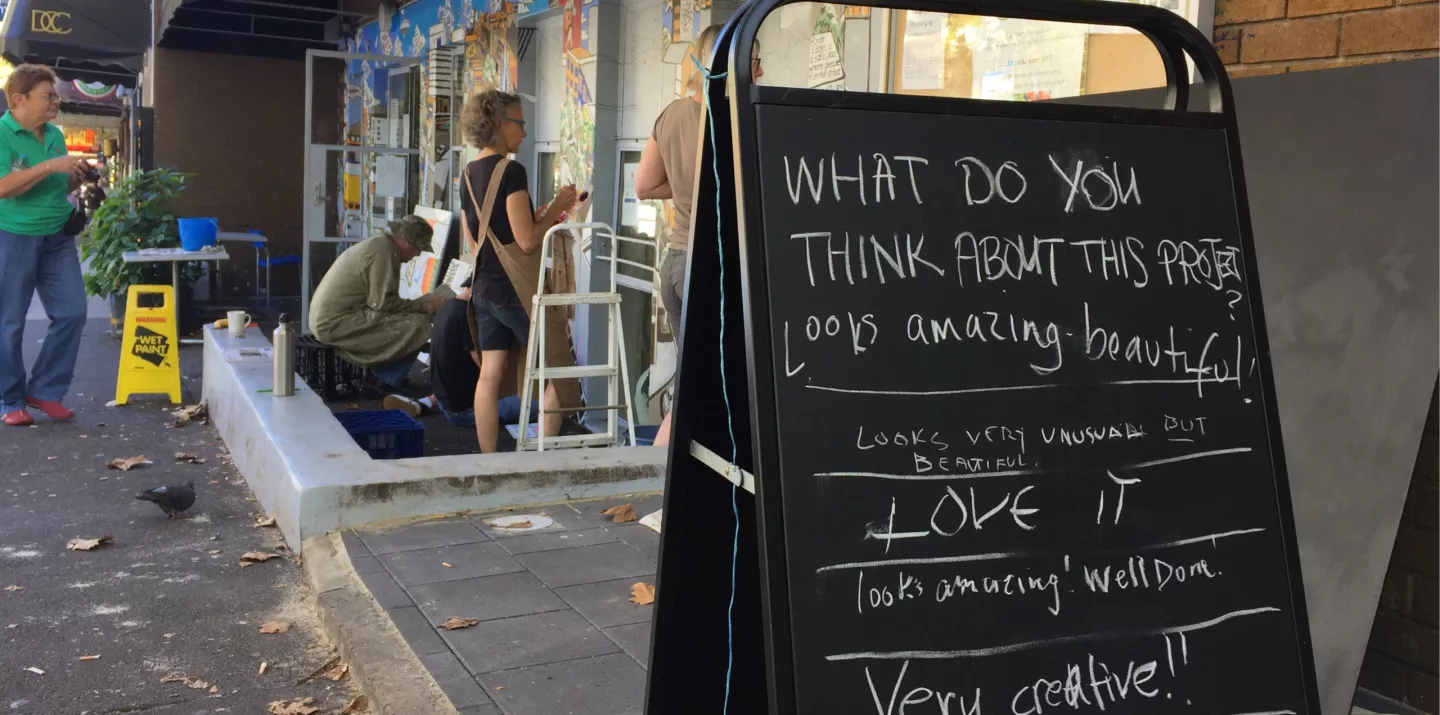 DCC
WARNING
WET
PAINT
WHAT DO YOU
THINK ABOUT THIS PROJECT
?
Looks amazing-beautiful!
LOOKS VERY UNUSUAL BUT
BEAUTIFUL.
LOVE IT
looks amazing! Well Done.
Very creative!!